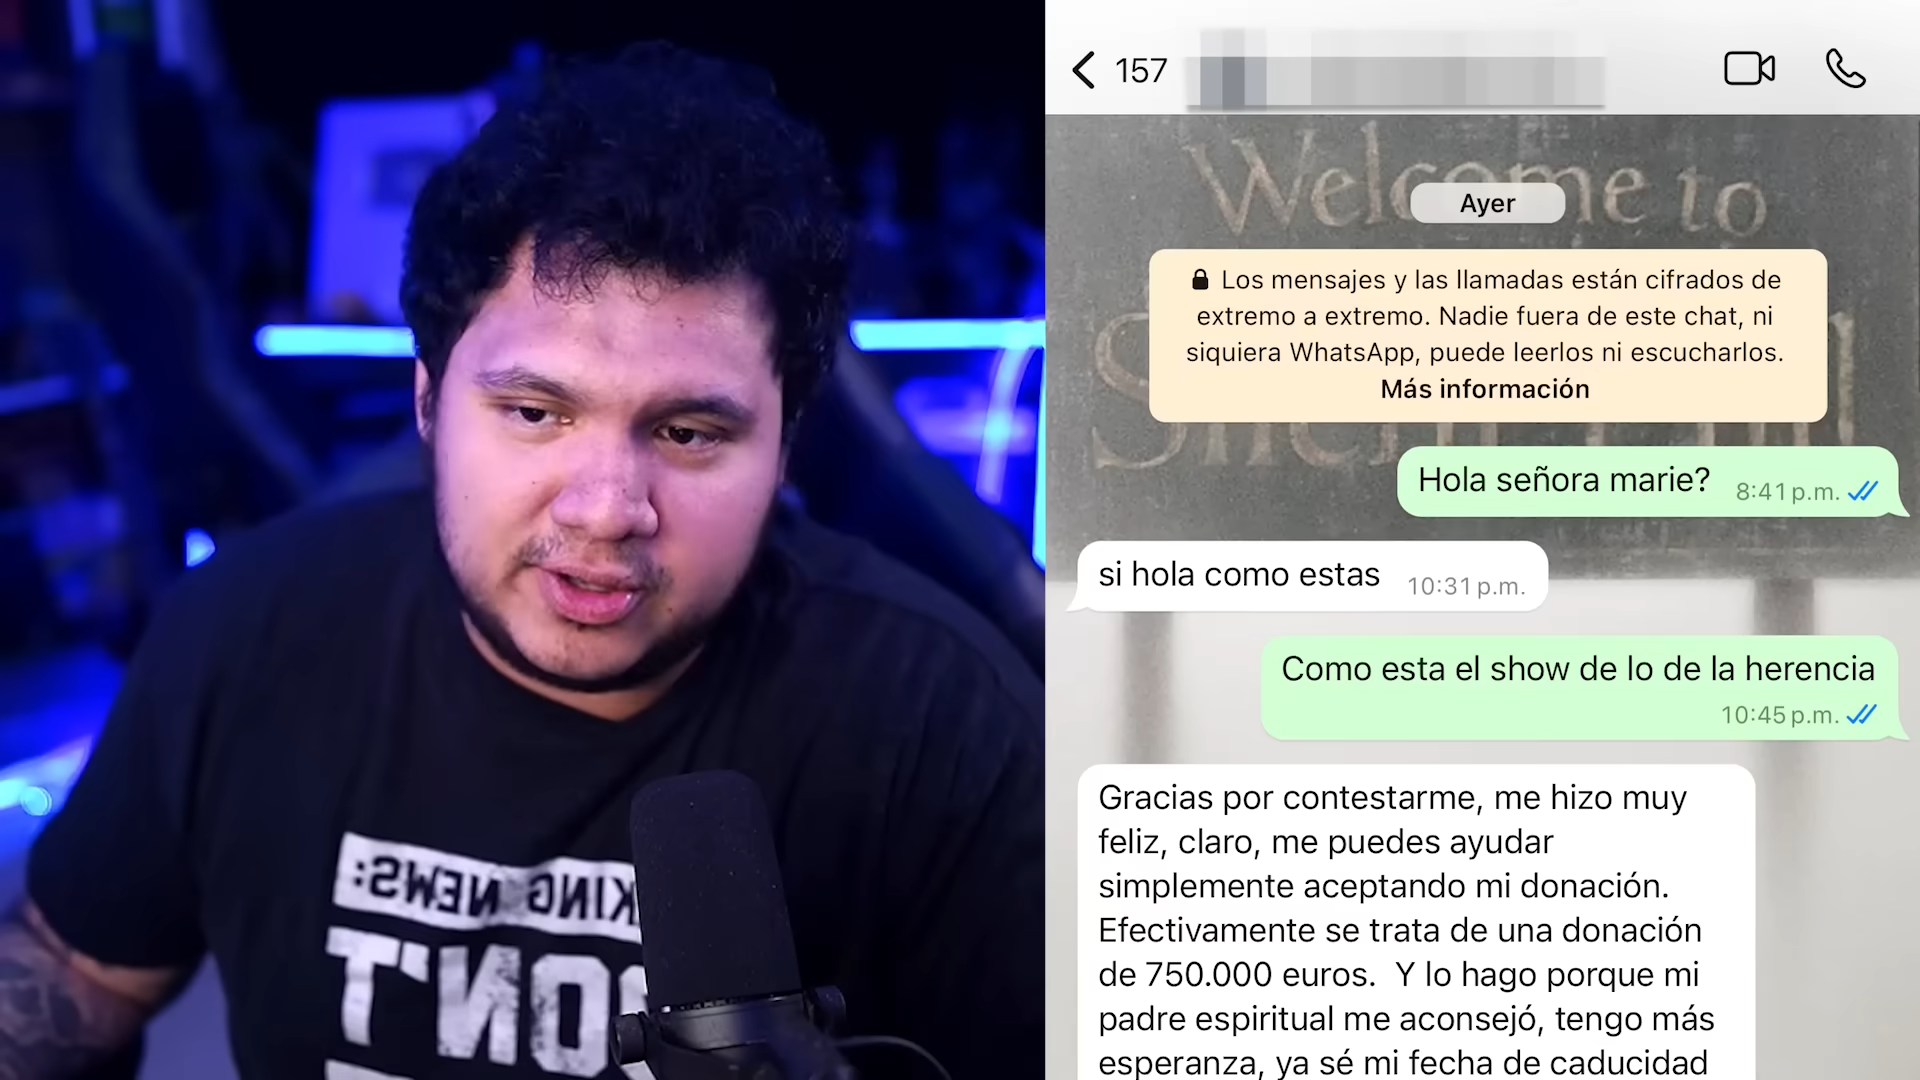 157
Welcome to
Ayer
Los mensajes y las llamadas están cifrados de
extremo a extremo. Nadie fuera de este chat, ni
siquiera WhatsApp, puede leerlos ni escucharlos.
Más información
Hola señora marie?
8:41 p.m.
si hola como estas
10:31 p.m.
Como esta el show de lo de la herencia
10:45 p.m.
Gracias por contestarme, me hizo muy
feliz, claro, me puedes ayudar
simplemente aceptando mi donación.
Efectivamente se trata de una donación
de 750.000 euros. Y lo hago porque mi
padre espiritual me aconsejó, tengo más
esperanza, ya sé mi fecha de caducidad
KING NEWS:
ON'T